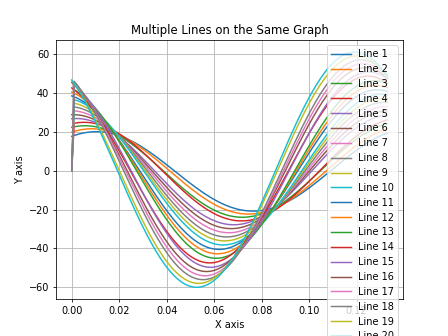 Multiple Lines on the Same Graph
Y axis
60
40
20
0
−20
−40
−60
0.00
0.02
0.04
0.06
0.08
0.10
X axis
Line 1
Line 2
Line 3
Line 4
Line 5
Line 6
Line 7
Line 8
Line 9
Line 10
Line 11
Line 12
Line 13
Line 14
Line 15
Line 16
Line 17
Line 18
Line 19
Line 20